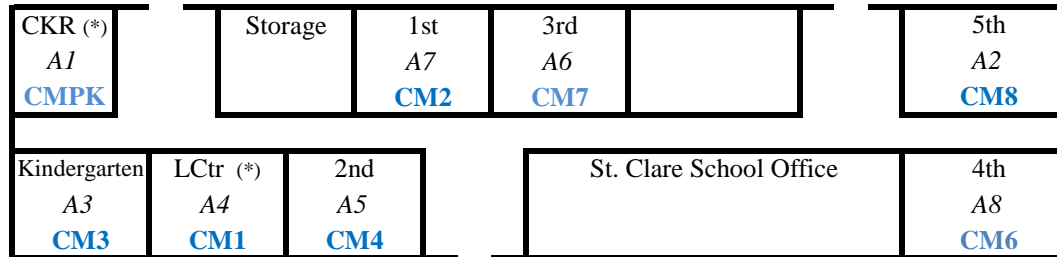 CKR (*) Storage 1st 3rd 5th
A1 A7 A6 A2
CMPK CM2 CM7 CM8
Kindergarten LCtr (*) 2nd St. Clare School Office 4th
A3 A4 A5 A8
CM3 CM1 CM4 CM6